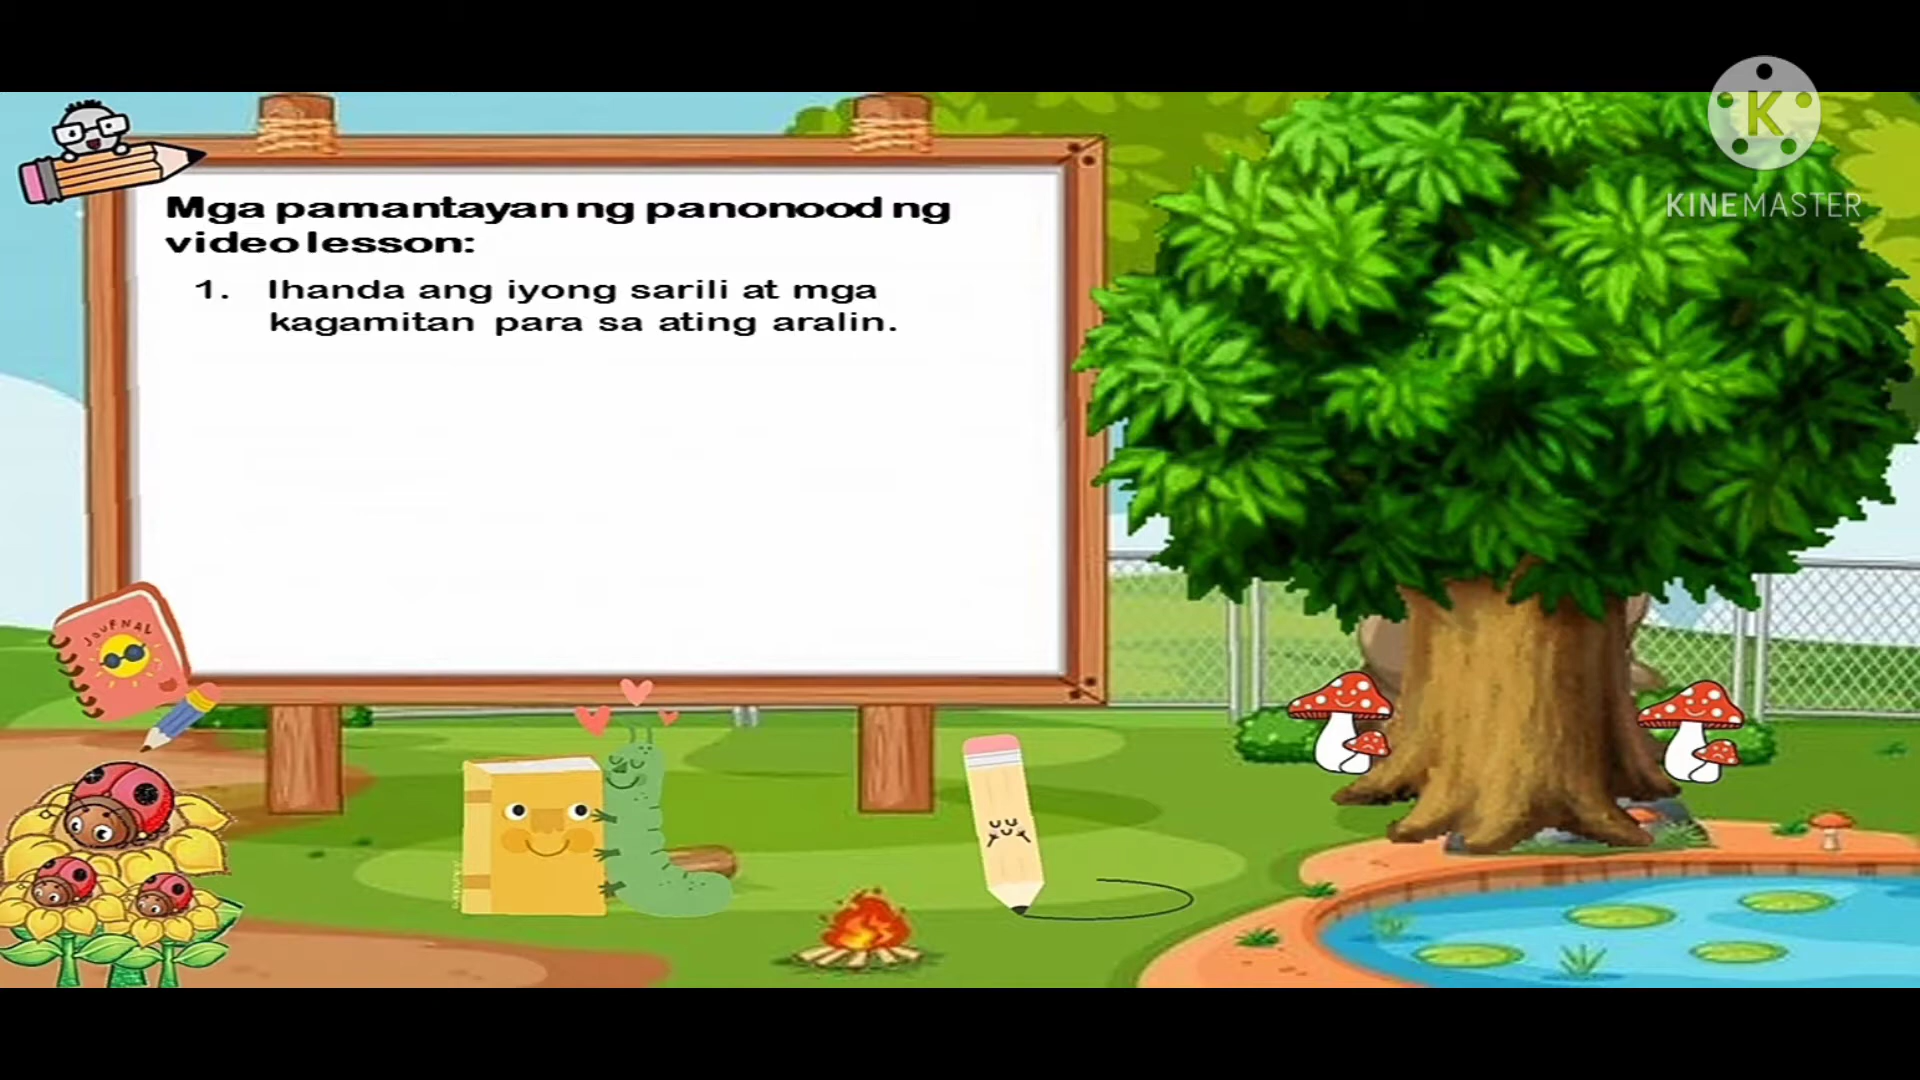 Mga pamantayan ng panonood ng
video lesson:
1. Ihanda ang iyong sarili at mga
kagamitan para sa ating aralin.
JOURNAL
K
KINEMASTER